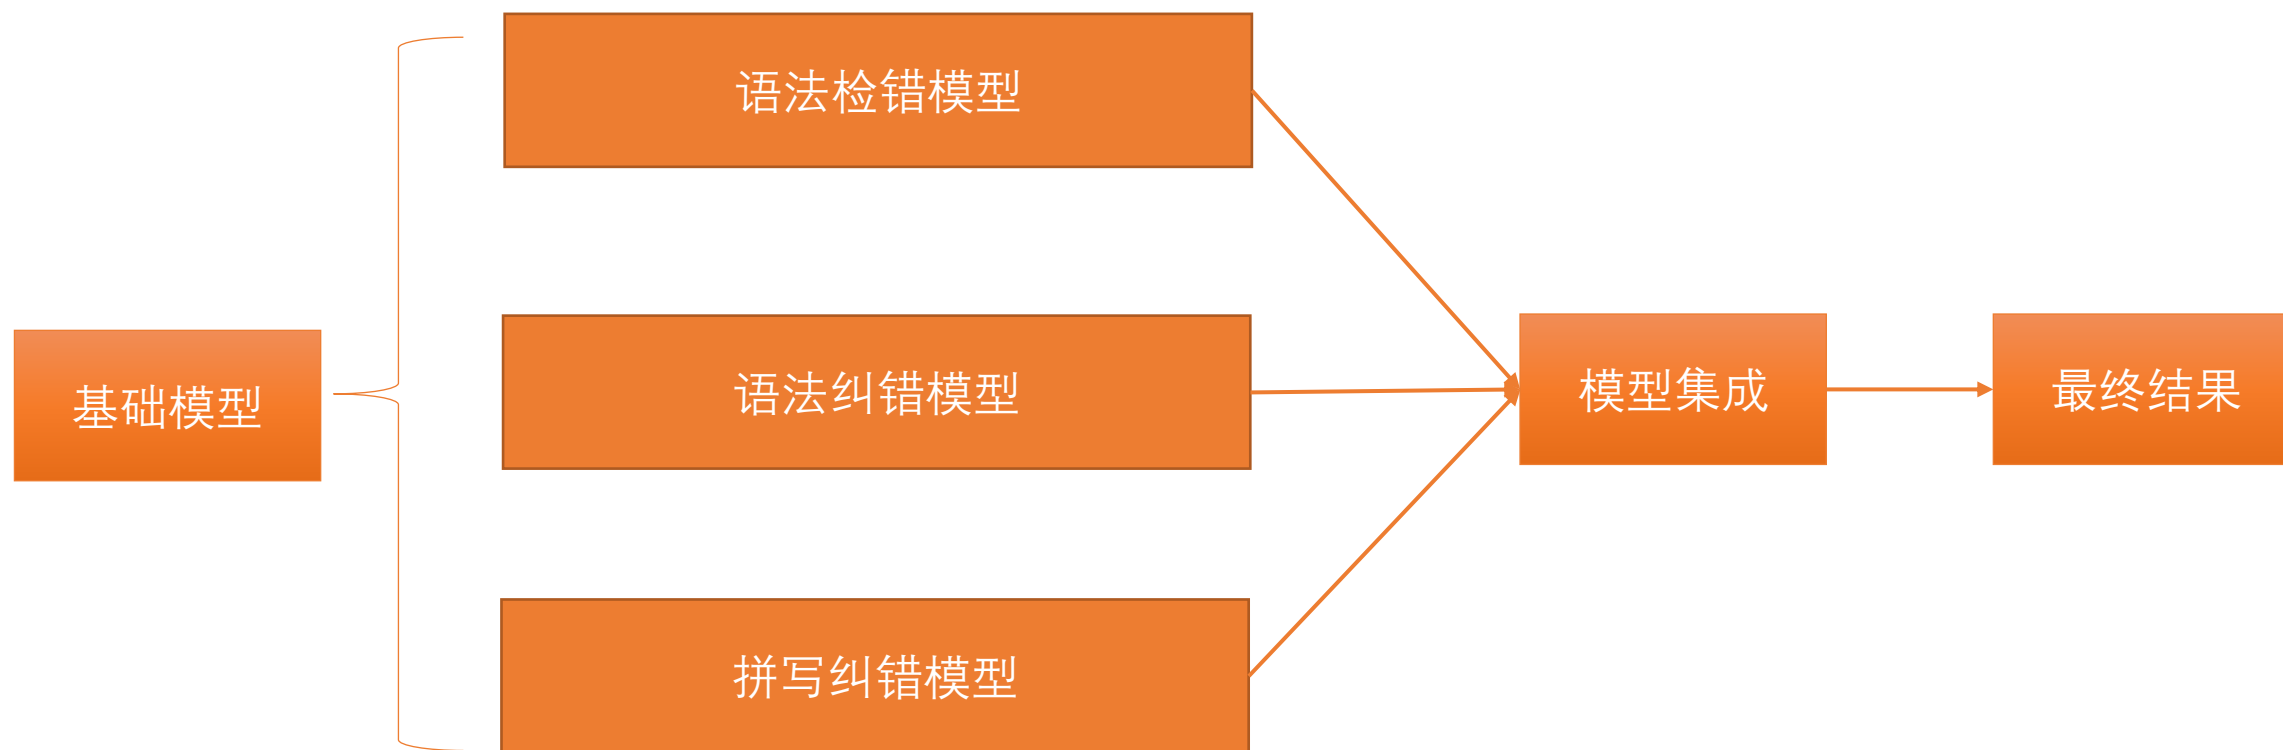 语法检错模型
基础模型
语法纠错模型
模型集成
最终结果
拼写纠错模型